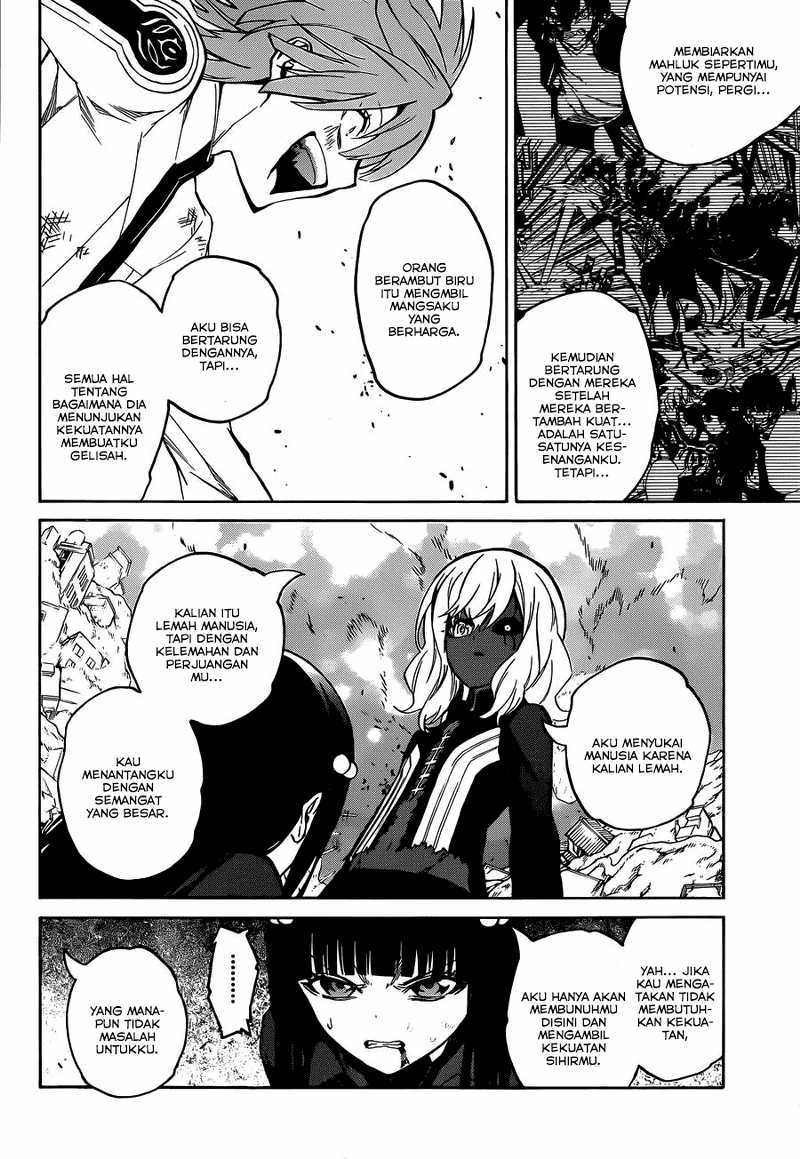 MEMBIARKAN
MAHLUK SEPERTIMU,
YANG MEMPUNYAI
POTENSI, PERGI...
KEMUDIAN
BERTARUNG
DENGAN MEREKA
SETELAH
MEREKA BER-
TAMBAH KUAT...
ADALAH SATU-
SATUNYA KES-
ENANGANKU.
TETAPI...
ORANG
BERAMBUT BIRU
ITU MENGMBIL
MANGSAKU
YANG
BERHARGA.
AKU BISA
BERTARUNG
DENGANNYA,
TAPI...
SEMUA HAL
TENTANG
BAGAIMANA DIA
MENUNJUKAN
KEKUATANNYA
MEMBUATKU
GELISAH.
AKU MENYUKAI
MANUSIA KARENA
KALIAN LEMAH.
KALIAN ITU
LEMAH MANUSIA,
TAPI DENGAN
KELEMAHAN DAN
PERJUANGAN
MU...
KAU
MENANTANGKU
DENGAN
SEMANGAT
YANG BESAR.
YAH... JIKA
KAU MENGA-
TAKAN TIDAK
MEMBUTUH-
KAN KEKUA-
TAN,
AKU HANYA AKAN
MEMBUNUHMU
DISINI DAN
MENGAMBIL
KEKUATAN
SIHIRMU.
.........
YANG MANA-
PUN TIDAK
MASALAH
UNTUKKU.